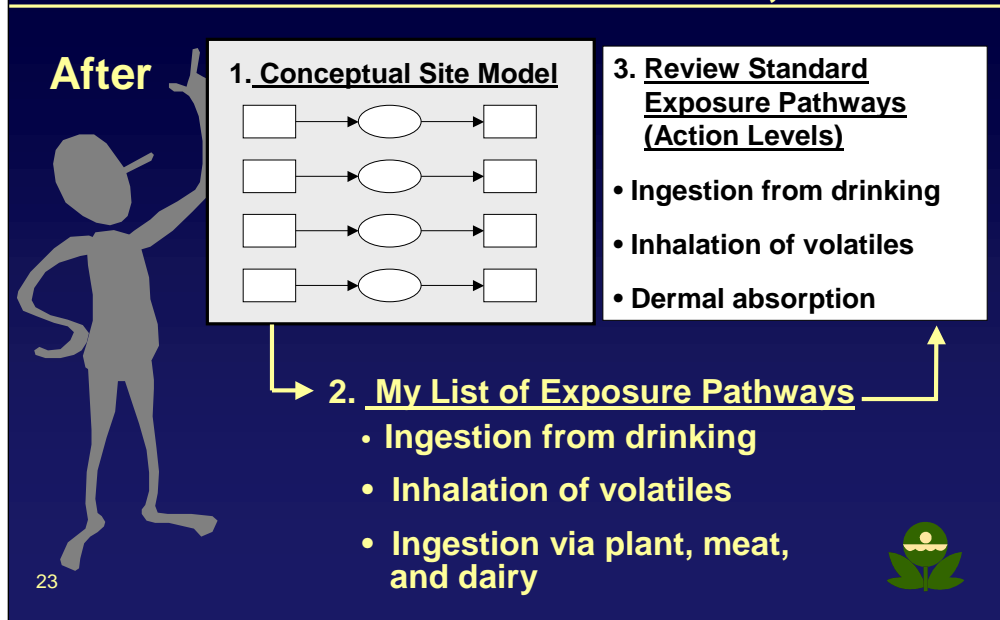 After
1. Conceptual Site Model
3. Review Standard
Exposure Pathways
(Action Levels)
• Ingestion from drinking
• Inhalation of volatiles
• Dermal absorption
2. My List of Exposure Pathways
• Ingestion from drinking
• Inhalation of volatiles
• Ingestion via plant, meat,
and dairy
23